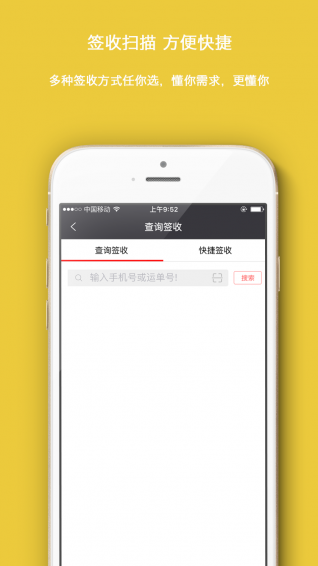 签收扫描 方便快捷
多种签收方式任你选，懂你需求，更懂你
中国移动 上午9:52
查询签收
查询签收 快捷签收
输入手机号或运单号! 搜索